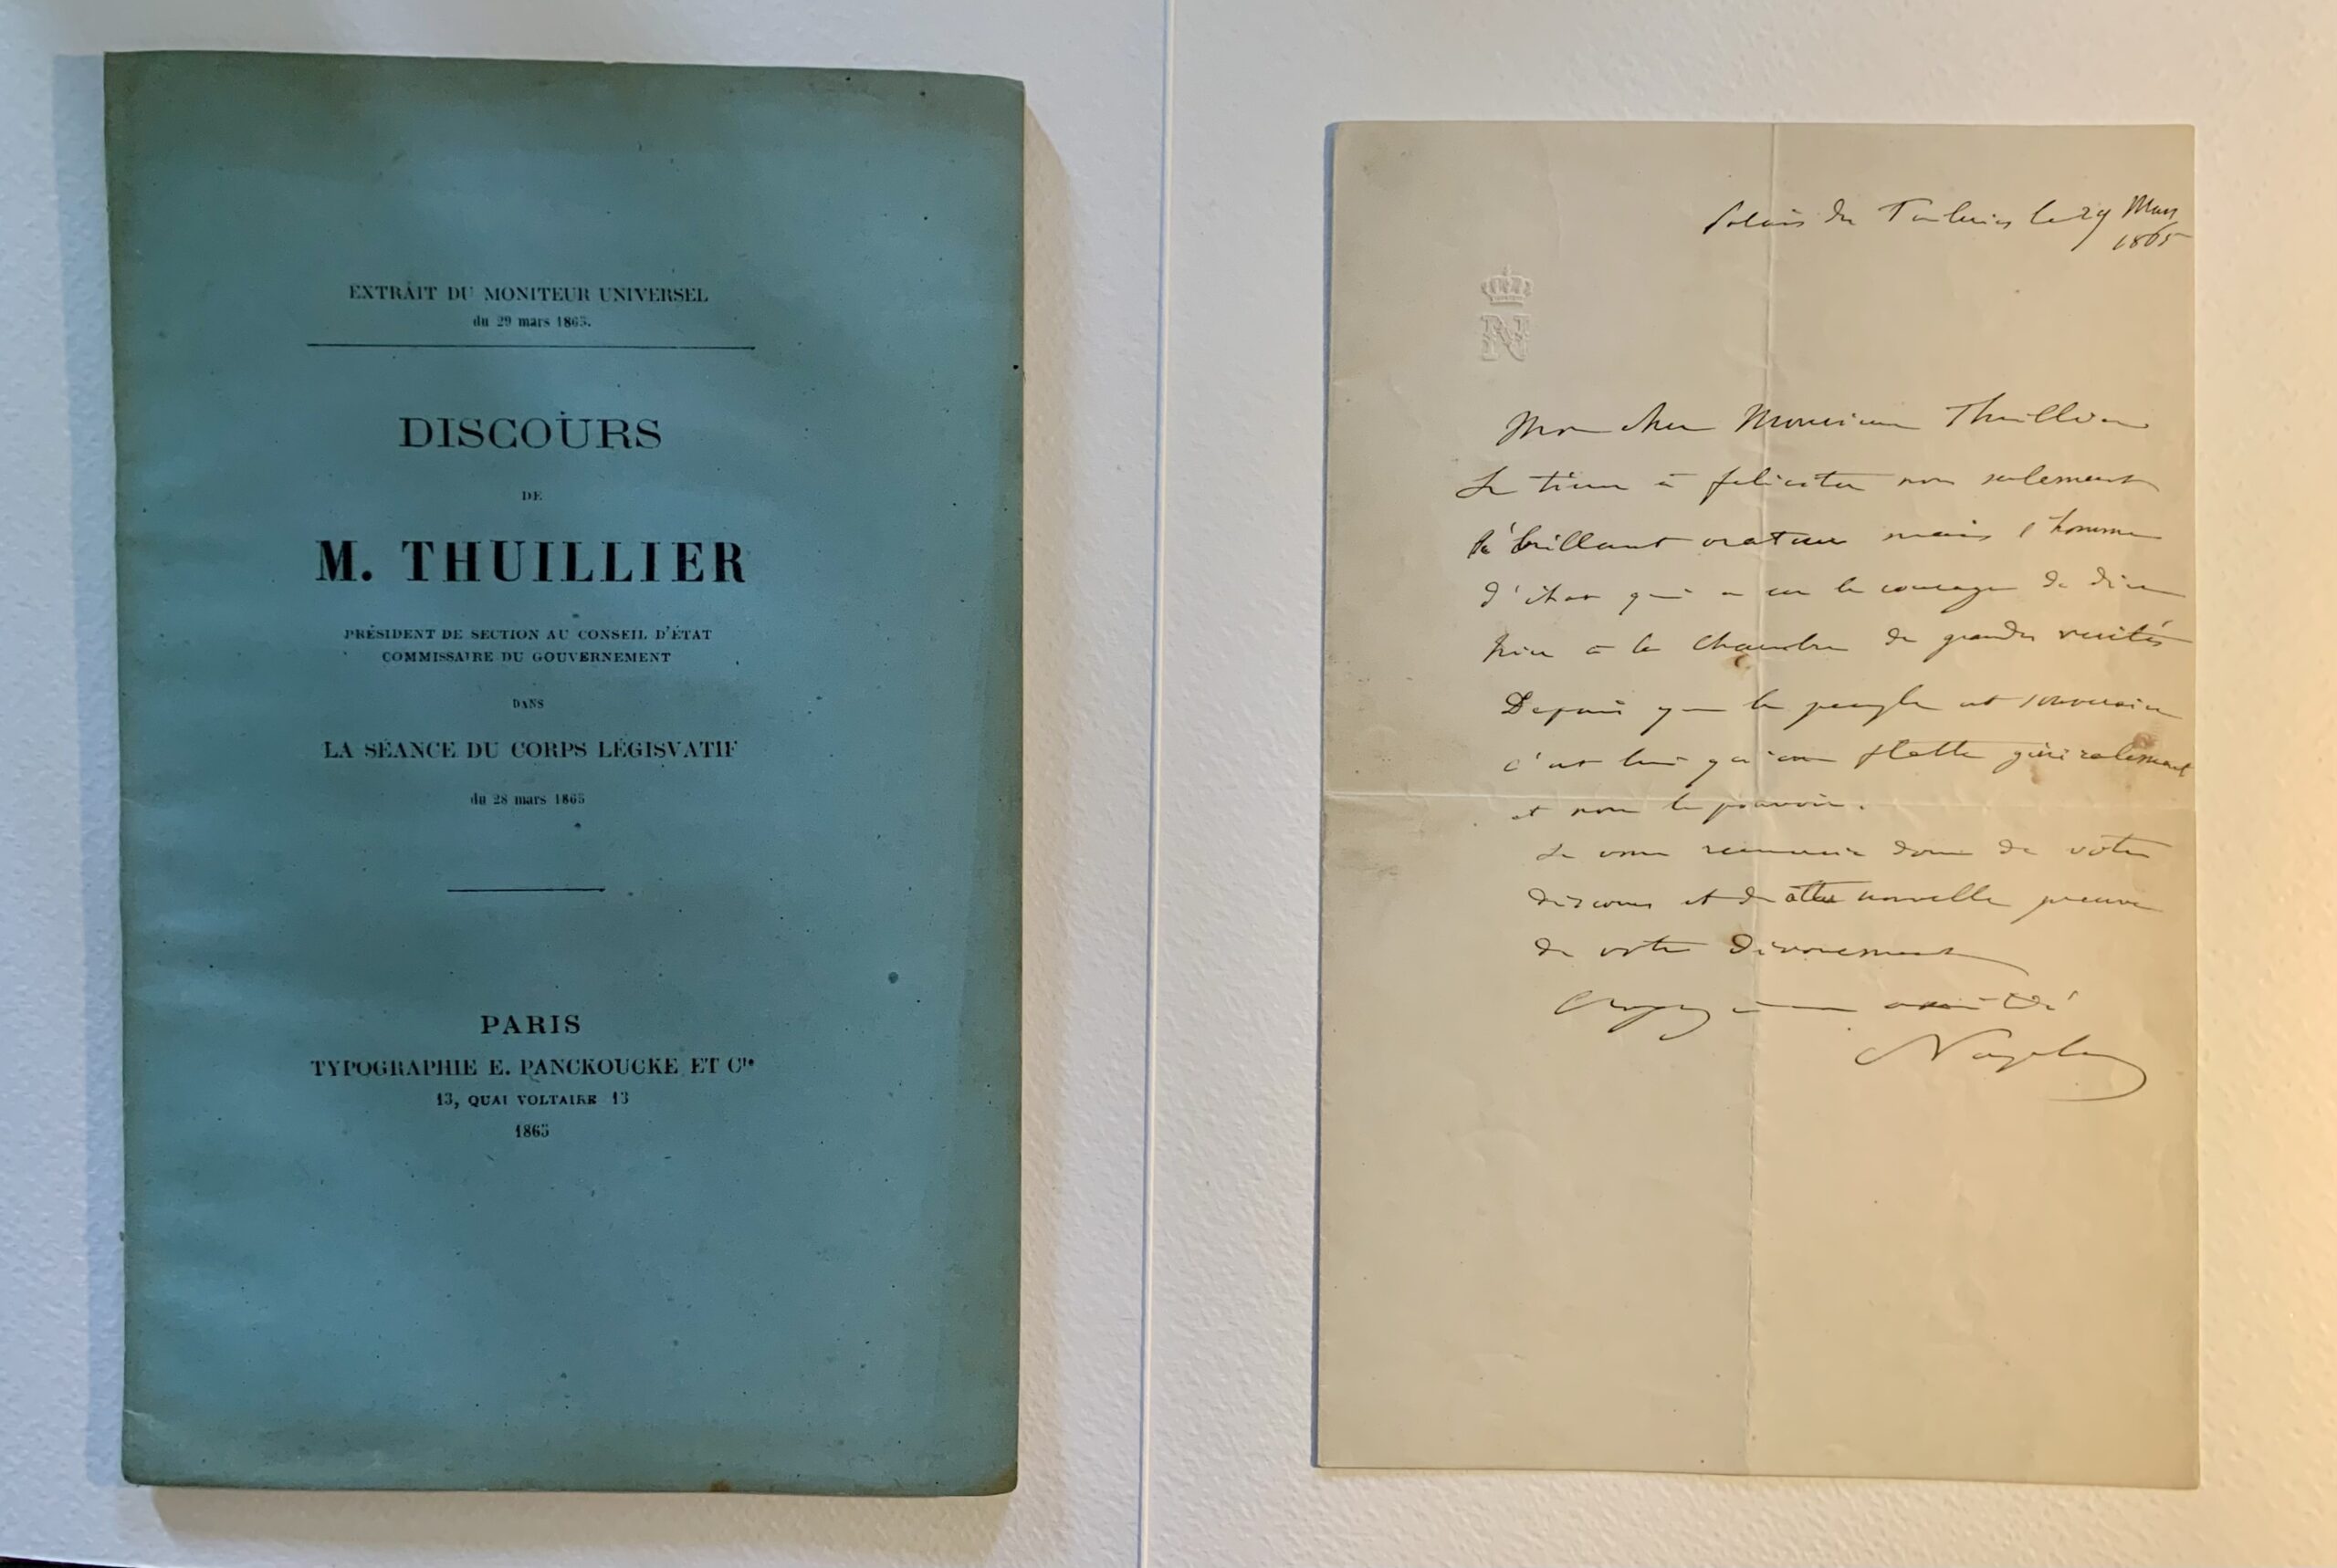 EXTRAIT DU MONITEUR UNIVERSEL
du 29 mars 1865.
DISCOURS
DE
M. THUILLIER
PRÉSIDENT DE SECTION AU CONSEIL D'ÉTAT
COMMISSAIRE DU GOUVERNEMENT
DANS
LA SÉANCE DU CORPS LÉGISVATIF
du 28 mars 1865
PARIS
TYPOGRAPHIE E. PANCKOUCKE ET Cie
13, QUAI VOLTAIRE 13
1865
Palais des Tuileries le 29 Mars
1865
N
Mon cher Monsieur Thuillier
Je tiens à feliciter non seulement
le brillant orateur mais l'homme
d'état qui a eu le courage de dire
hier à la Chambre de grandes verités
Depuis que le peuple est souverain
c'est lui qu'on flatte généralement
et non le pouvoir.
Je vous remercie donc de votre
discours et de cette nouvelle preuve
de votre dévouement
Croyez à mon amitié
Napoléon